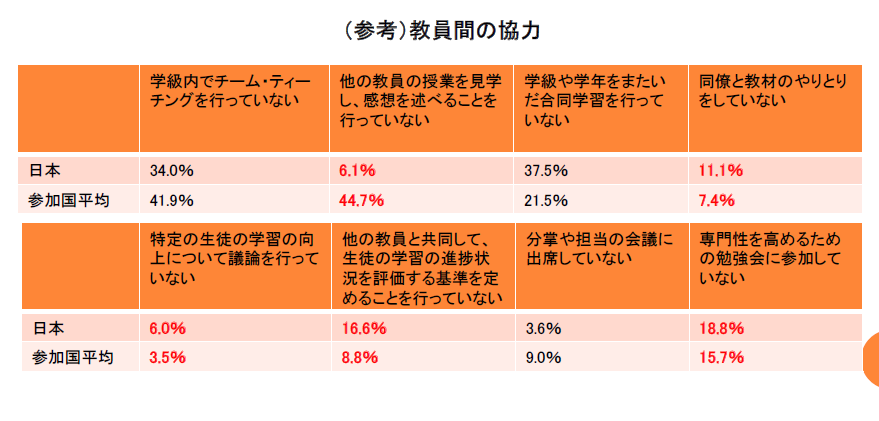 （参考）教員間の協力
学級内でチーム・ティー
チングを行っていない
他の教員の授業を見学
し、感想を述べることを
行っていない
学級や学年をまたい
だ合同学習を行って
いない
同僚と教材のやりとり
をしていない
日本 34.0% 6.1% 37.5% 11.1%
参加国平均 41.9% 44.7% 21.5% 7.4%
特定の生徒の学習の向
上について議論を行って
いない
他の教員と共同して、
生徒の学習の進捗状
況を評価する基準を定
めることを行っていない
分掌や担当の会議に
出席していない
専門性を高めるため
の勉強会に参加して
いない
日本 6.0% 16.6% 3.6% 18.8%
参加国平均 3.5% 8.8% 9.0% 15.7%